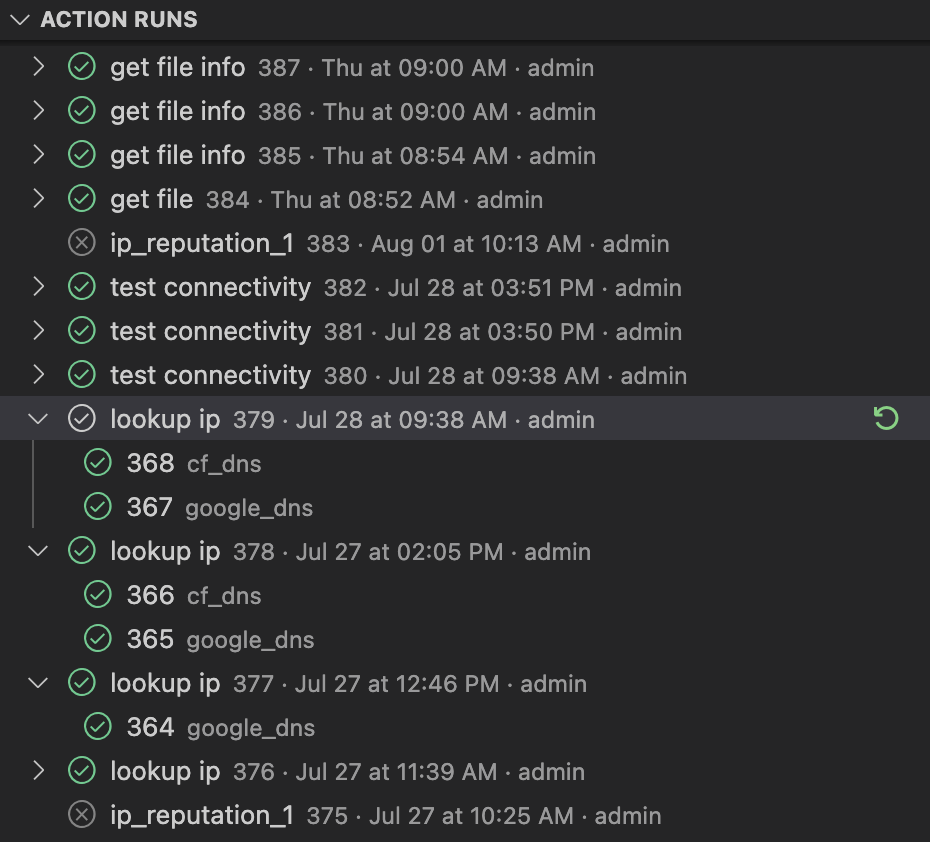 ACTION RUNS
get file info 387 · Thu at 09:00 AM · admin
get file info 386 · Thu at 09:00 AM · admin
get file info 385 · Thu at 08:54 AM · admin
get file 384 · Thu at 08:52 AM · admin
ip_reputation_1 383 · Aug 01 at 10:13 AM · admin
test connectivity 382 · Jul 28 at 03:51 PM · admin
test connectivity 381 · Jul 28 at 03:50 PM · admin
test connectivity 380 · Jul 28 at 09:38 AM · admin
lookup ip 379 · Jul 28 at 09:38 AM · admin
368 cf_dns
367 google_dns
lookup ip 378 · Jul 27 at 02:05 PM · admin
366 cf_dns
365 google_dns
lookup ip 377 · Jul 27 at 12:46 PM · admin
364 google_dns
lookup ip 376 · Jul 27 at 11:39 AM · admin
ip_reputation_1 375 · Jul 27 at 10:25 AM · admin